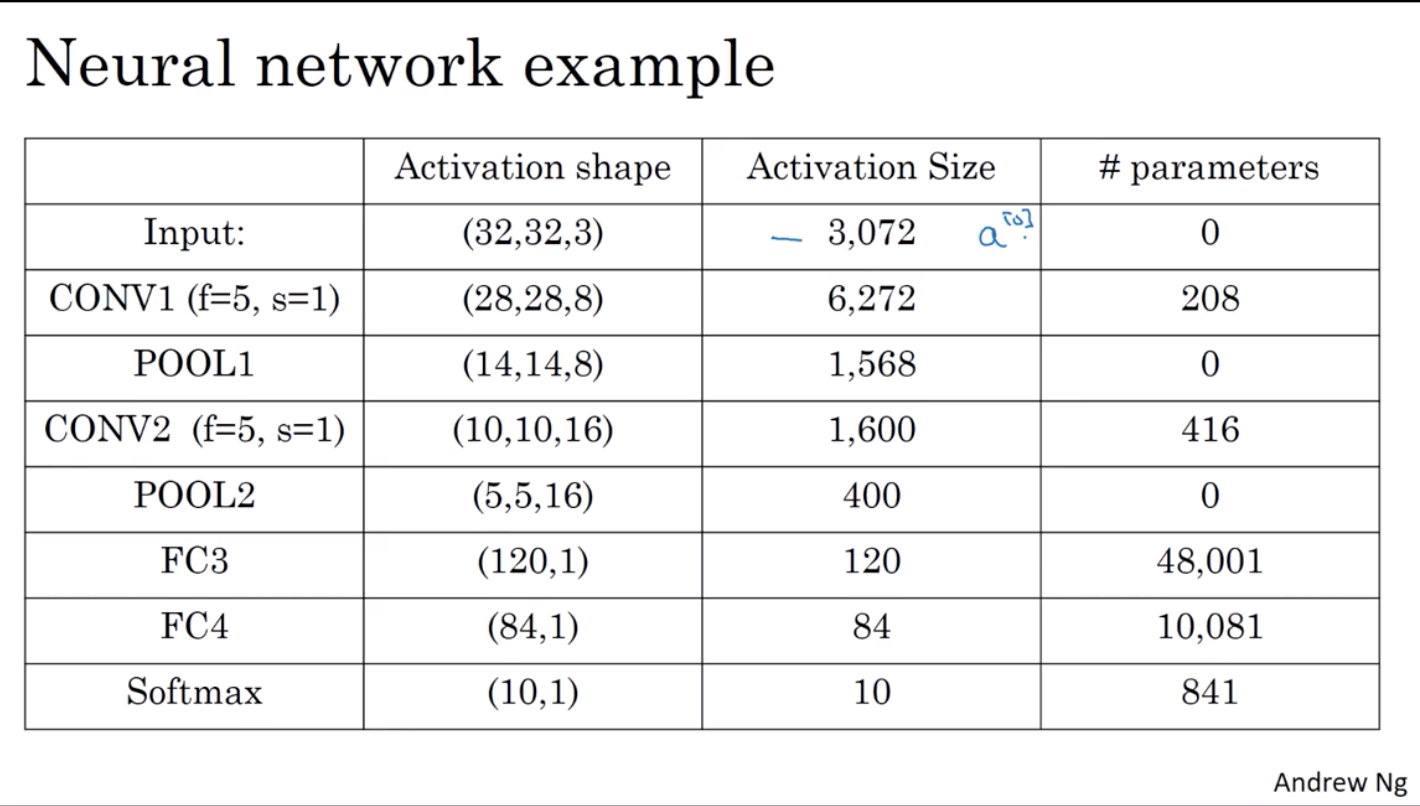 Neural network example
Activation shape Activation Size # parameters
Input: (32,32,3) – 3,072 a[0] 0
CONV1 (f=5, s=1) (28,28,8) 6,272 208
POOL1 (14,14,8) 1,568 0
CONV2 (f=5, s=1) (10,10,16) 1,600 416
POOL2 (5,5,16) 400 0
FC3 (120,1) 120 48,001
FC4 (84,1) 84 10,081
Softmax (10,1) 10 841
Andrew Ng